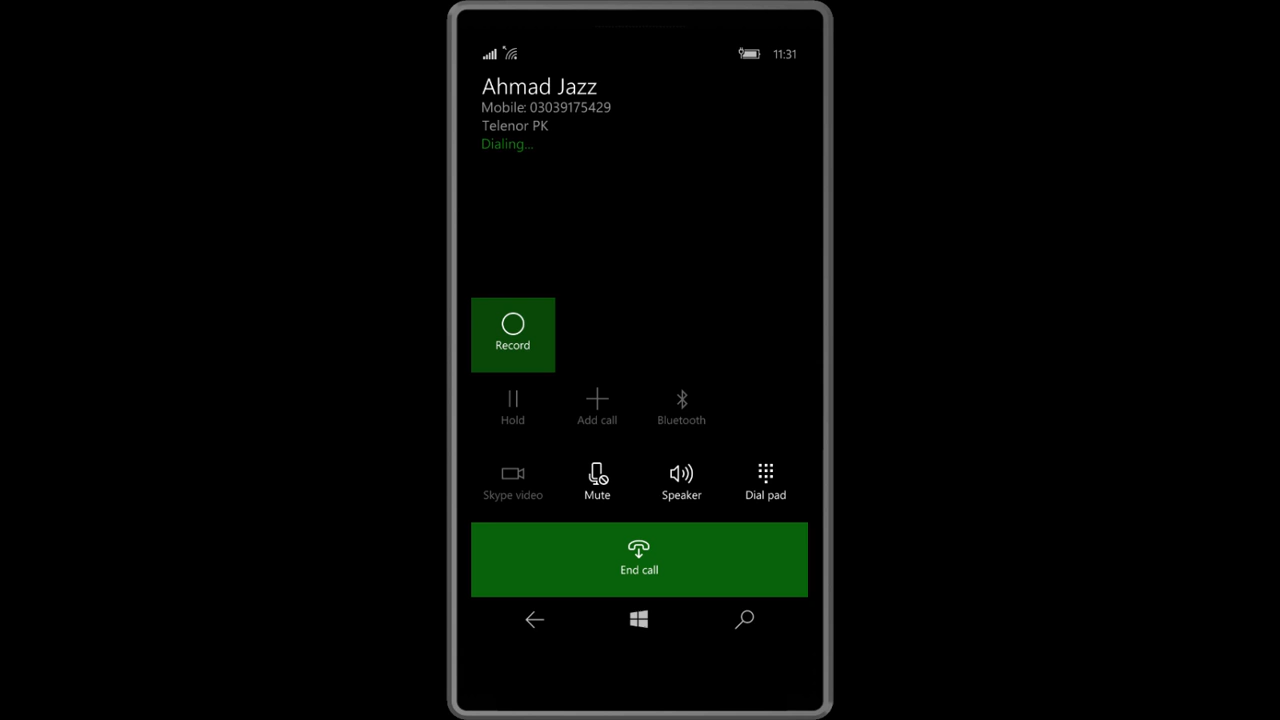 11:31
Ahmad Jazz
Mobile: 03039175429
Telenor PK
Dialing...
Record
Hold Add call Bluetooth
Skype video Mute Speaker Dial pad
End call